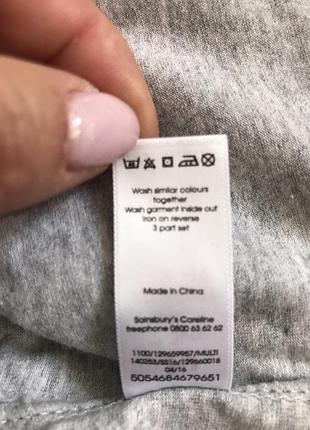 Wash similar colours
together
Wash garment inside out
Iron on reverse
3 part set
Made in China
Sainsbury's Careline
freephone 0800 63 62 62
1100/129659957/MULTI
140253/SS16/129660018
04/16
5054684679651